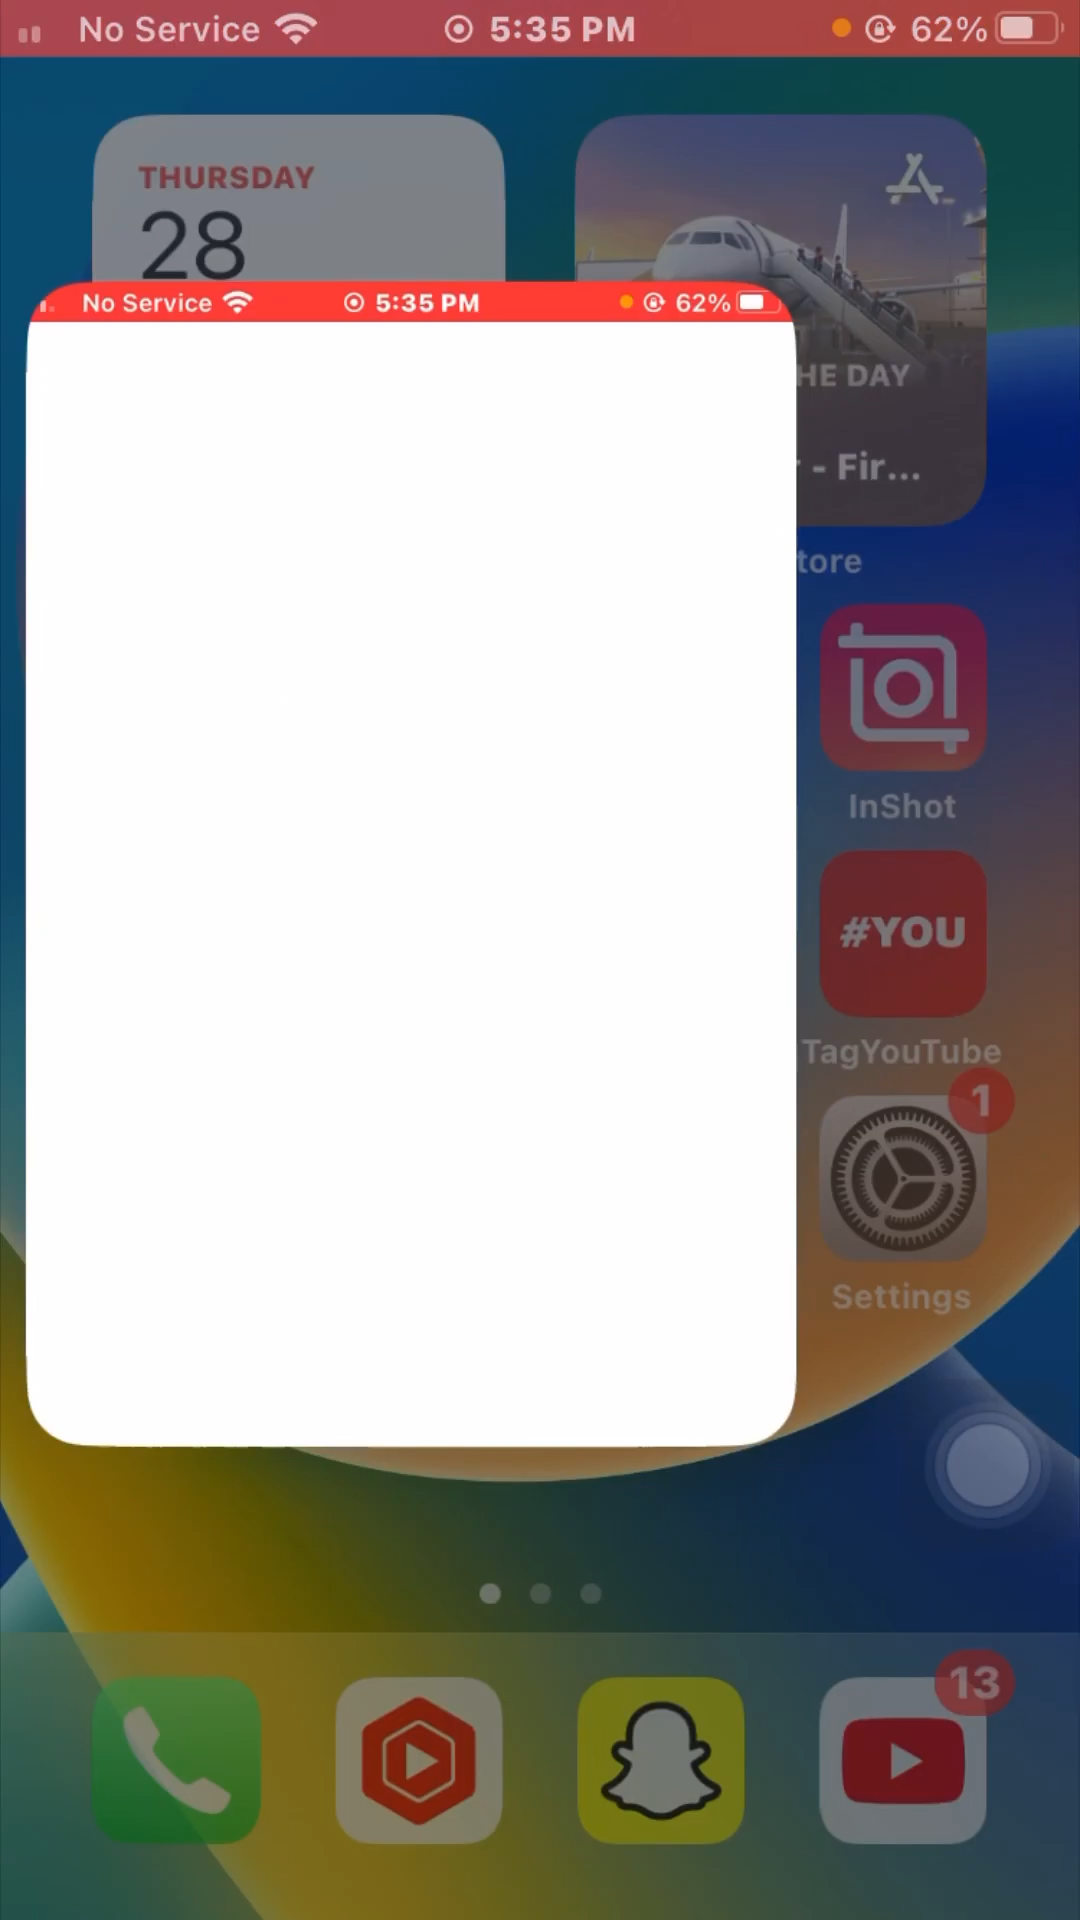 No Service 5:35 PM 62%
THURSDAY
28
No Service 5:35 PM 62%
HE DAY
- Fir...
tore
InShot
#YOU
TagYouTube
1
Settings
13